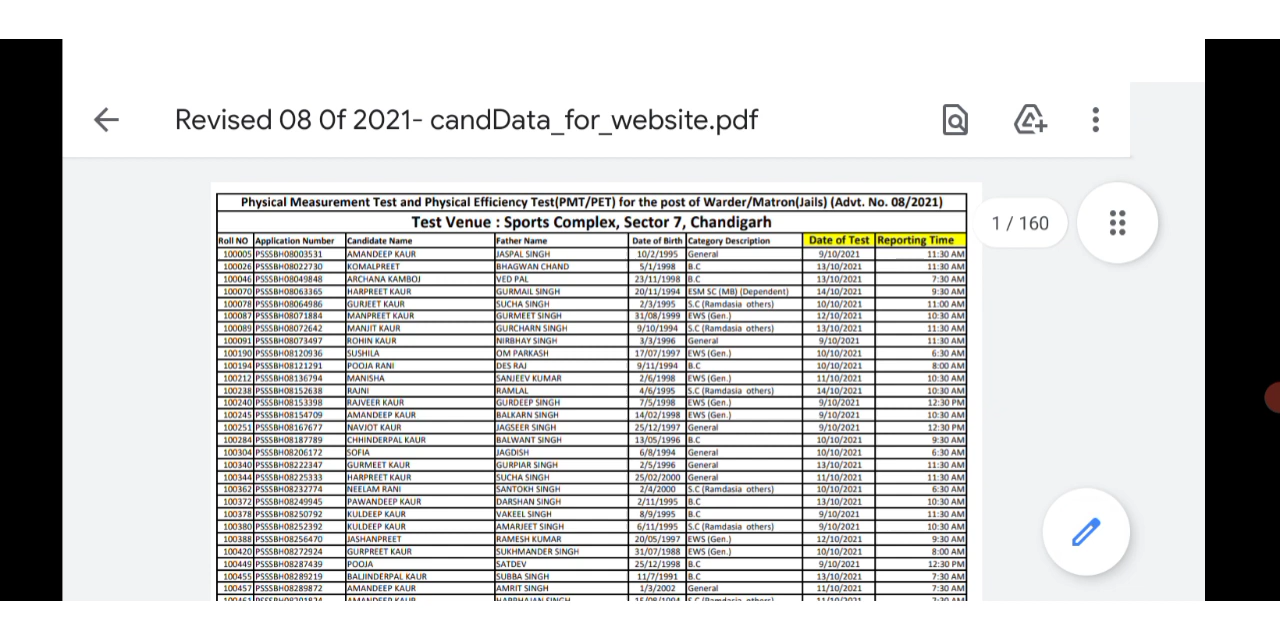 Revised 08 Of 2021- candData_for_website.pdf
Physical Measurement Test and Physical Efficiency Test(PMT/PET) for the post of Warder/Matron(Jails) (Advt. No. 08/2021)
1 / 160
Test Venue : Sports Complex, Sector 7, Chandigarh
Roll NO Application Number Candidate Name Father Name Date of Birth Category Description Date of Test Reporting Time
100005 PSSSBH08003531 AMANDEEP KAUR JASPAL SINGH 10/2/1995 General 9/10/2021 11:30 AM
100026 PSSSBH08022730 KOMALPREET BHAGWAN CHAND 5/1/1998 B.C 13/10/2021 11:30 AM
100046 PSSSBH08049848 ARCHANA KAMBOJ VED PAL 23/11/1998 B.C 13/10/2021 7:30 AM
100070 PSSSBH08063365 HARPREET KAUR GURMAIL SINGH 20/11/1994 ESM SC (MB) (Dependent) 14/10/2021 9:30 AM
100078 PSSSBH08064986 GURJEET KAUR SUCHA SINGH 2/3/1995 S.C (Ramdasia others) 10/10/2021 11:00 AM
100087 PSSSBH08071884 MANPREET KAUR GURMEET SINGH 31/08/1999 EWS (Gen.) 12/10/2021 10:30 AM
100089 PSSSBH08072642 MANJIT KAUR GURCHARN SINGH 9/10/1994 S.C (Ramdasia others) 13/10/2021 11:30 AM
100091 PSSSBH08073497 ROHIN KAUR NIRBHAY SINGH 3/3/1996 General 9/10/2021 11:30 AM
100190 PSSSBH08120936 SUSHILA OM PARKASH 17/07/1997 EWS (Gen.) 10/10/2021 6:30 AM
100194 PSSSBH08121291 POOJA RANI DES RAJ 9/11/1994 B.C 10/10/2021 8:00 AM
100212 PSSSBH08136794 MANISHA SANJEEV KUMAR 2/6/1998 EWS (Gen.) 11/10/2021 10:30 AM
100238 PSSSBH08152638 RAJNI RAMLAL 4/6/1995 S.C (Ramdasia others) 14/10/2021 10:30 AM
100240 PSSSBH08153398 RAJVEER KAUR GURDEEP SINGH 7/5/1998 EWS (Gen.) 9/10/2021 12:30 PM
100245 PSSSBH08154709 AMANDEEP KAUR BALKARN SINGH 14/02/1998 EWS (Gen.) 9/10/2021 10:30 AM
100251 PSSSBH08167677 NAVJOT KAUR JAGSEER SINGH 25/12/1997 General 9/10/2021 12:30 PM
100284 PSSSBH08187789 CHHINDERPAL KAUR BALWANT SINGH 13/05/1996 B.C 10/10/2021 9:30 AM
100304 PSSSBH08206172 SOFIA JAGDISH 6/8/1994 General 10/10/2021 6:30 AM
100340 PSSSBH08222347 GURMEET KAUR GURPIAR SINGH 2/5/1996 General 13/10/2021 11:30 AM
100344 PSSSBH08225333 HARPREET KAUR SUCHA SINGH 25/02/2000 General 11/10/2021 11:30 AM
100362 PSSSBH08232774 NEELAM RANI SANTOKH SINGH 2/4/2000 S.C (Ramdasia others) 10/10/2021 6:30 AM
100372 PSSSBH08249945 PAWANDEEP KAUR DARSHAN SINGH 2/11/1995 B.C 13/10/2021 10:30 AM
100378 PSSSBH08250792 KULDEEP KAUR VAKEEL SINGH 8/9/1995 B.C 9/10/2021 11:30 AM
100380 PSSSBH08252392 KULDEEP KAUR AMARJEET SINGH 6/11/1995 S.C (Ramdasia others) 9/10/2021 10:30 AM
100388 PSSSBH08256470 JASHANPREET RAMESH KUMAR 20/05/1997 EWS (Gen.) 12/10/2021 9:30 AM
100420 PSSSBH08272924 GURPREET KAUR SUKHMANDER SINGH 31/07/1988 EWS (Gen.) 10/10/2021 8:00 AM
100449 PSSSBH08287439 POOJA SATDEV 25/12/1998 B.C 9/10/2021 12:30 PM
100455 PSSSBH08289219 BALJINDERPAL KAUR SUBBA SINGH 11/7/1991 B.C 13/10/2021 7:30 AM
100457 PSSSBH08289872 AMANDEEP KAUR AMRIT SINGH 1/3/2002 General 11/10/2021 7:30 AM